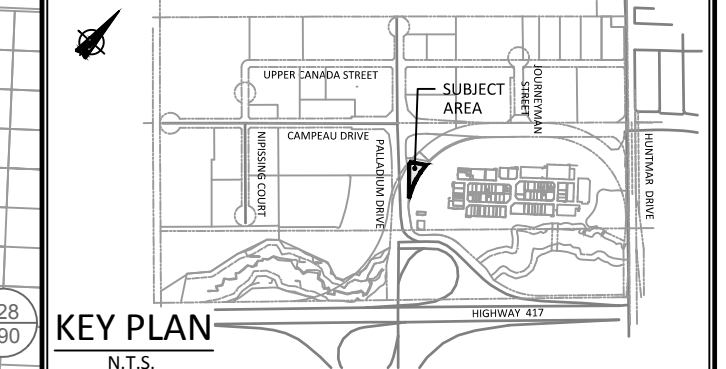 UPPER CANADA STREET
SUBJECT
AREA
JOURNEYMAN
STREET
CAMPEAU DRIVE
NIPISSING COURT
PALLADIUM DRIVE
HUNTMAR DRIVE
28
90
KEY PLAN
N.T.S.
HIGHWAY 417